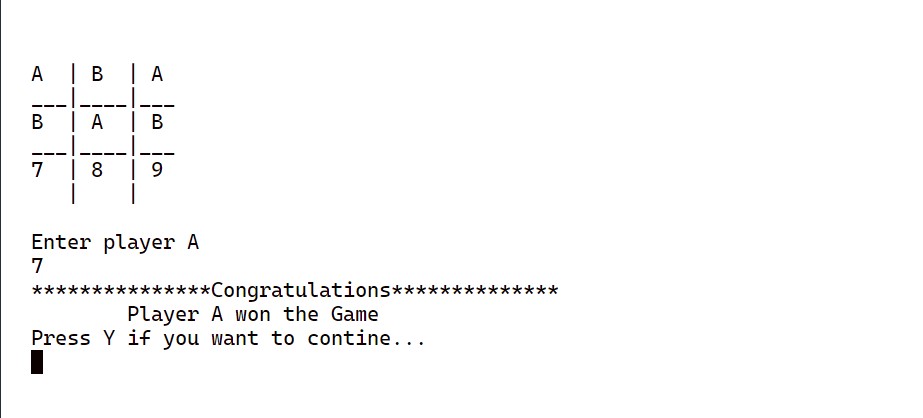 A  | B  | A
___|____|___
B  | A  | B
___|____|___
7  | 8  | 9
   |    |
Enter player A
7
***************Congratulations**************
        Player A won the Game
Press Y if you want to contine...